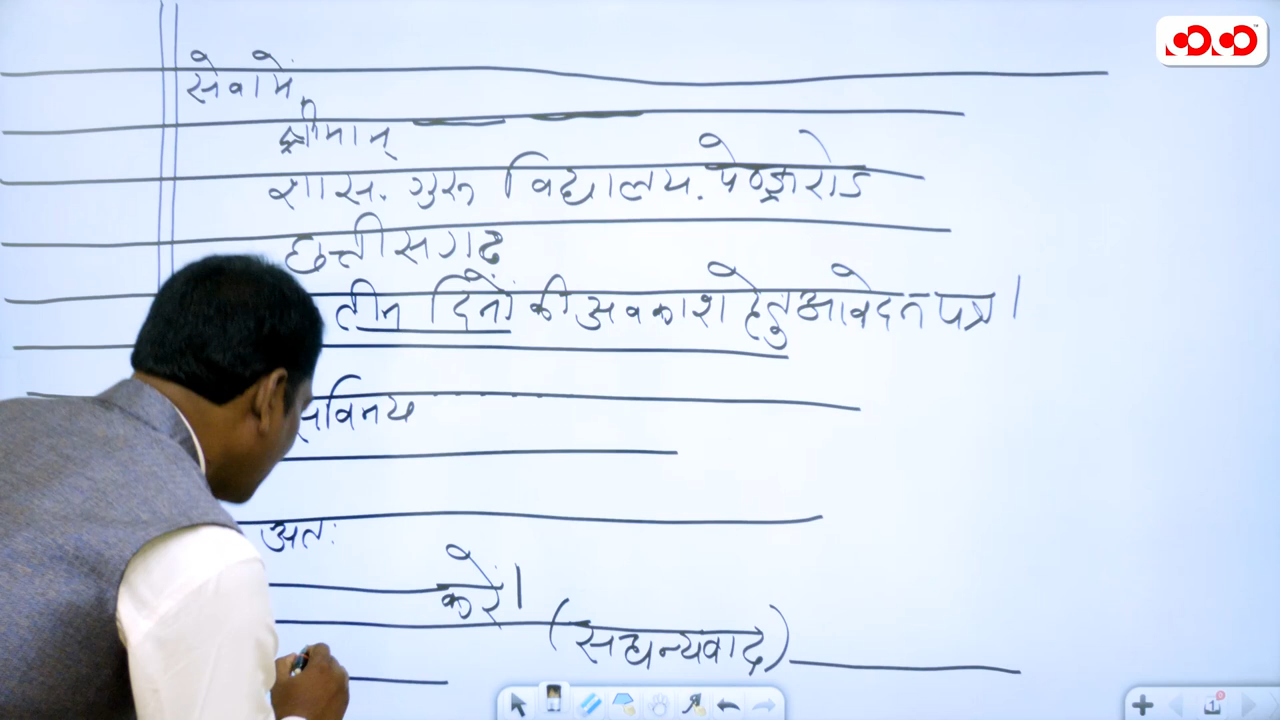 सेवामें,
श्रीमान्
शास. गुरु विद्यालय. पेण्ड्रारोड
छत्तीसगढ
तीन दिनों की अवकाश हेतु आवेदन पत्र।
सविनय
अतः
करें।
(सधन्यवाद)